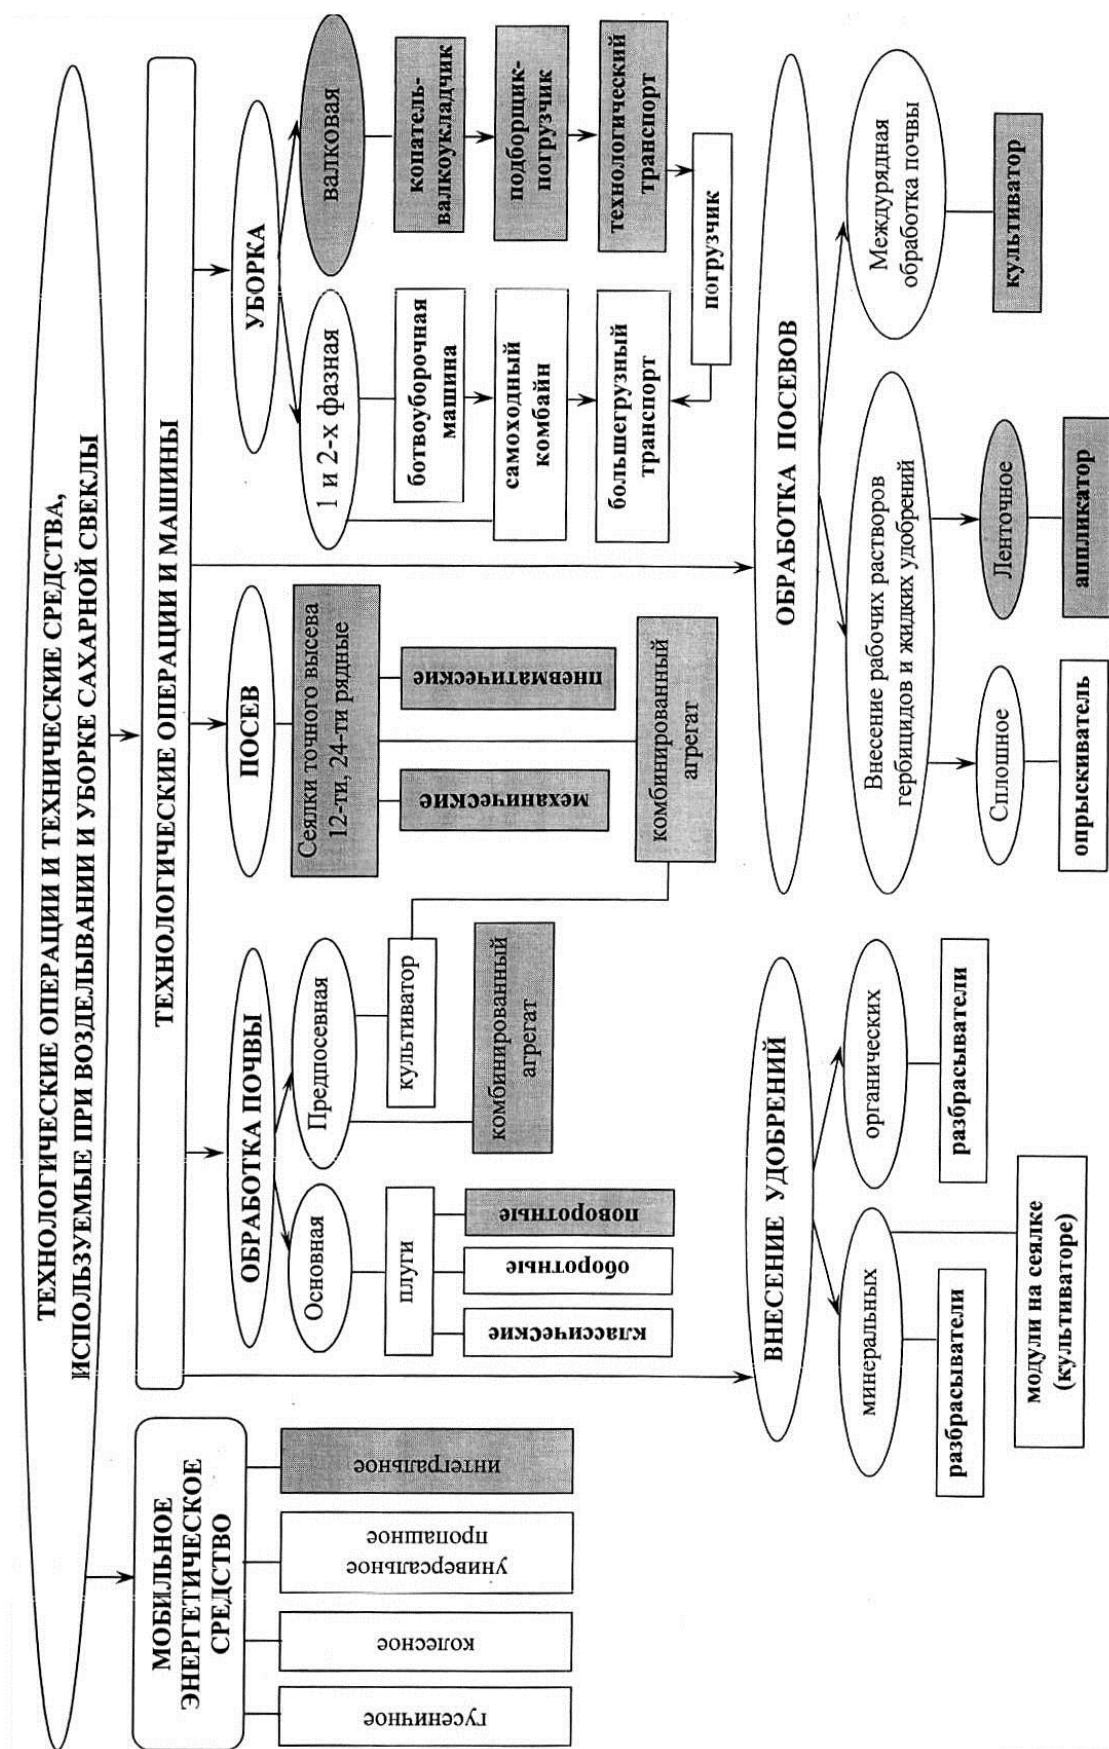 ТЕХНОЛОГИЧЕСКИЕ ОПЕРАЦИИ И ТЕХНИЧЕСКИЕ СРЕДСТВА,
ИСПОЛЬЗУЕМЫЕ ПРИ ВОЗДЕЛЫВАНИИ И УБОРКЕ САХАРНОЙ СВЕКЛЫ
МОБИЛЬНОЕ
ЭНЕРГЕТИЧЕСКОЕ
СРЕДСТВО
гусеничное
колесное
универсальное
пропашное
интегральное
ТЕХНОЛОГИЧЕСКИЕ ОПЕРАЦИИ И МАШИНЫ
ОБРАБОТКА ПОЧВЫ
Основная
плуги
классические
оборотные
поворотные
Предпосевная
культиватор
комбинированный
агрегат
ПОСЕВ
Сеялки точного высева
12-ти, 24-ти рядные
механические
пневматические
комбинированный
агрегат
УБОРКА
1 и 2-х фазная
ботвоуборочная
машина
самоходный
комбайн
большегрузный
транспорт
валковая
копатель-
валкоукладчик
подборщик-
погрузчик
технологический
транспорт
погрузчик
ВНЕСЕНИЕ УДОБРЕНИЙ
минеральных
разбрасыватели
модули на сеялке
(культиваторе)
органических
разбрасыватели
ОБРАБОТКА ПОСЕВОВ
Внесение рабочих растворов
гербицидов и жидких удобрений
Сплошное
опрыскиватель
Ленточное
аппликатор
Междурядная
обработка почвы
культиватор